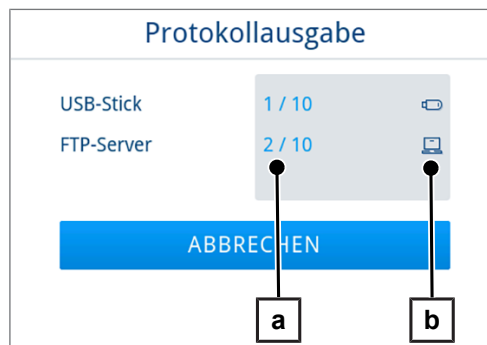 Protokollausgabe
USB-Stick 1 / 10
FTP-Server 2 / 10
ABBRECHEN
a b